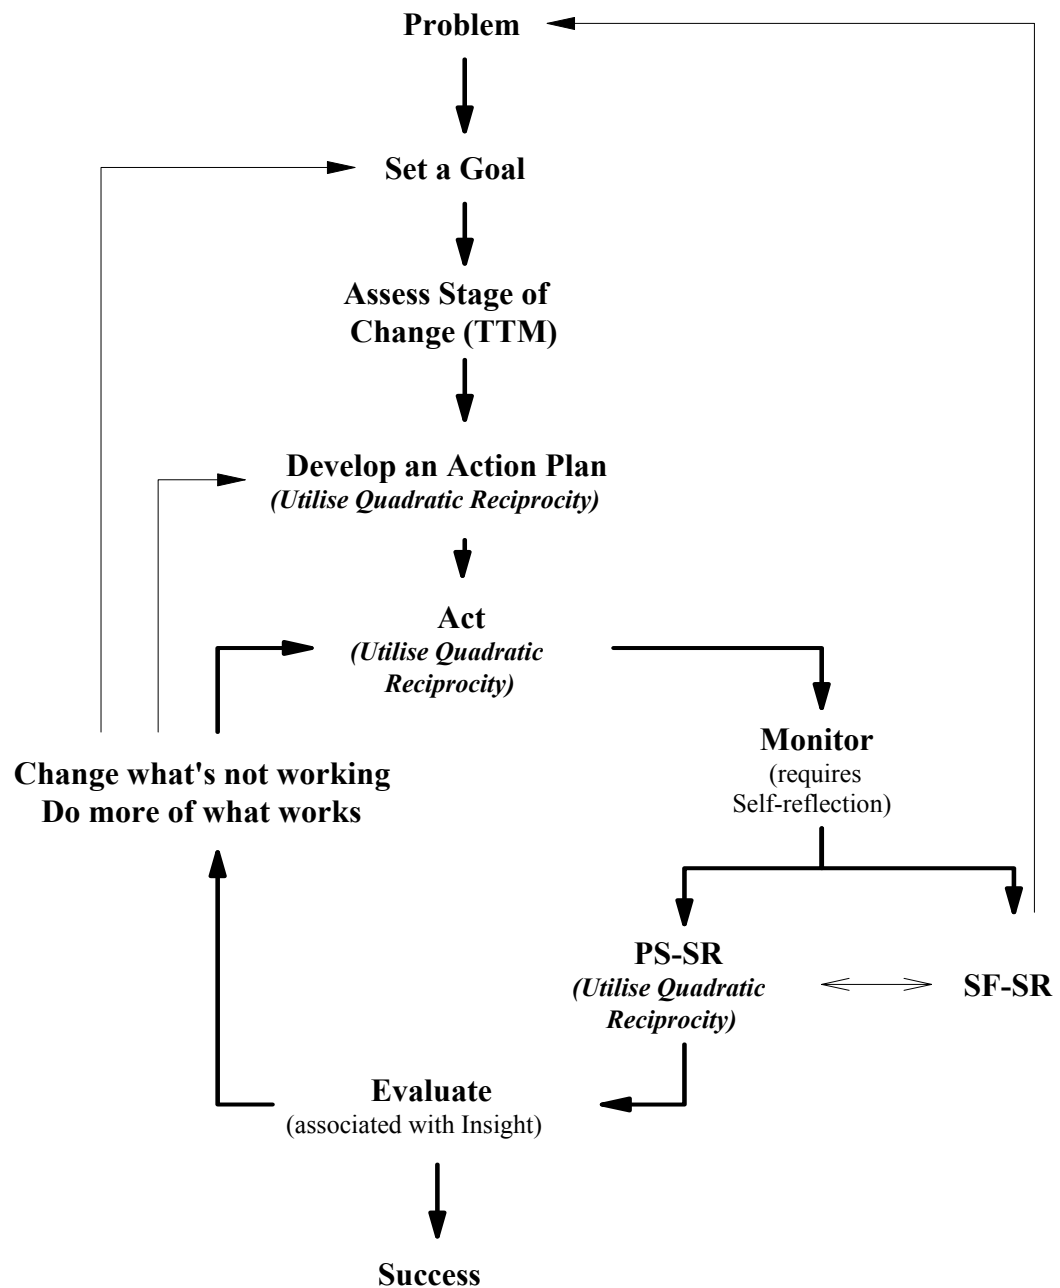 Problem
Set a Goal
Assess Stage of
Change (TTM)
Develop an Action Plan
(Utilise Quadratic Reciprocity)
Act
(Utilise Quadratic
Reciprocity)
Monitor
(requires
Self-reflection)
Change what's not working
Do more of what works
PS-SR
(Utilise Quadratic
Reciprocity)
SF-SR
Evaluate
(associated with Insight)
Success